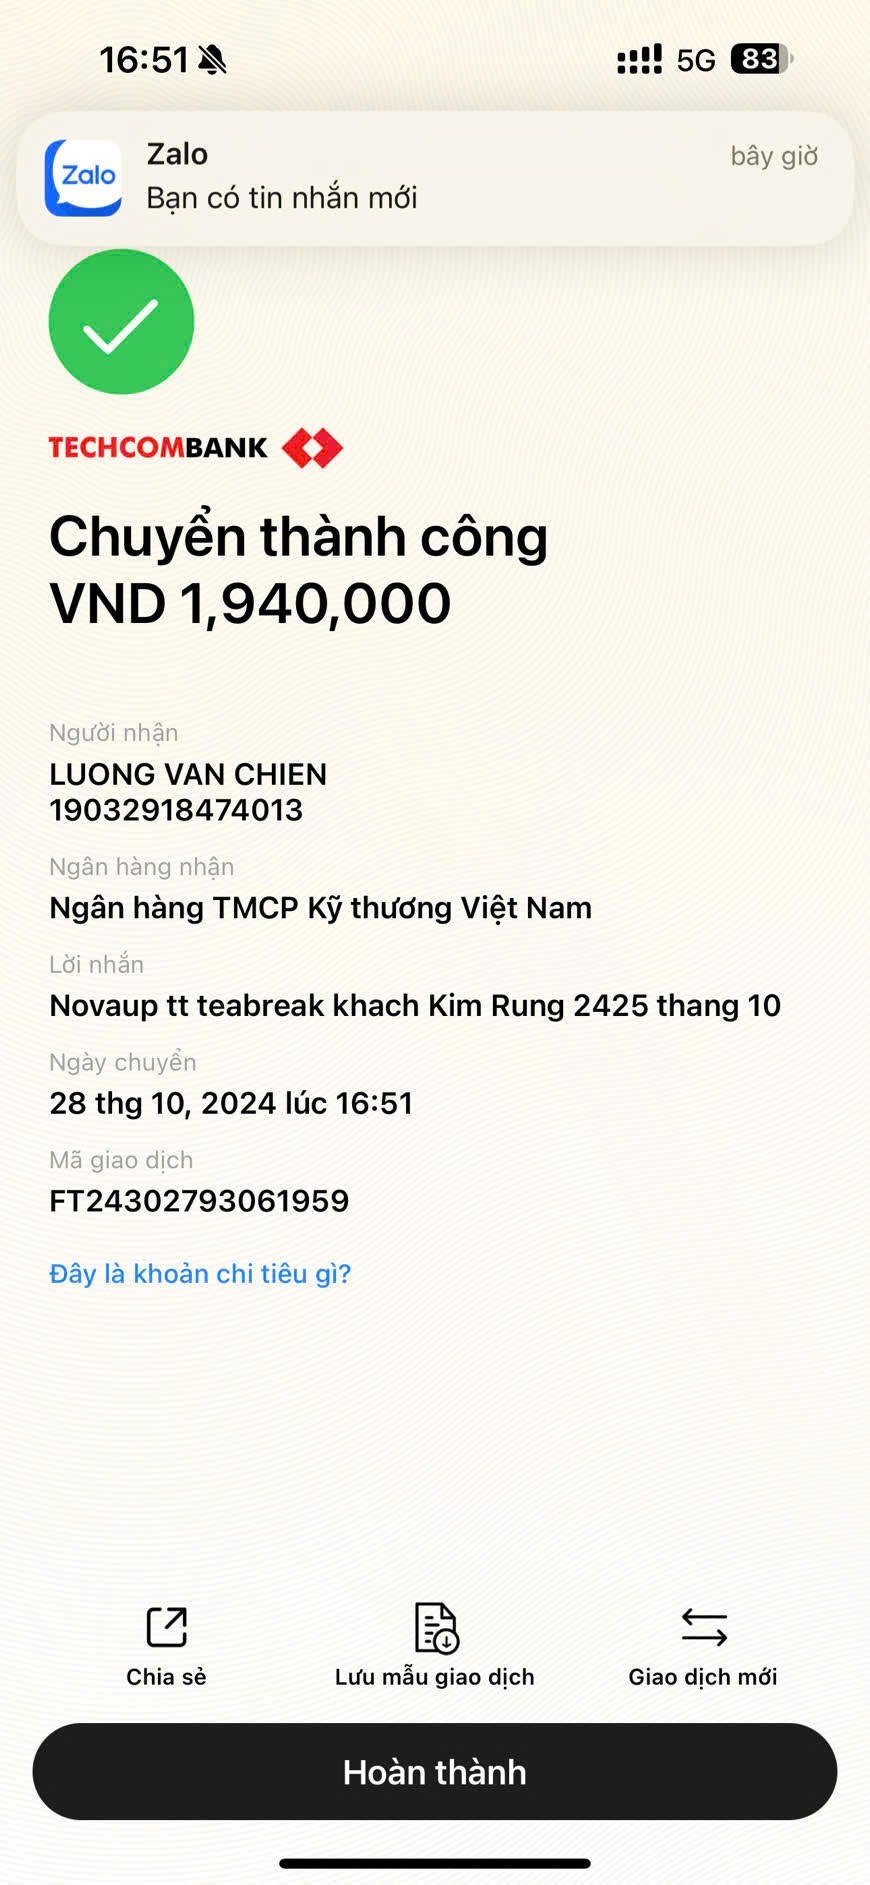 16:51 5G 83
Zalo bây giờ
Zalo
Bạn có tin nhắn mới
TECHCOMBANK
Chuyển thành công
VND 1,940,000
Người nhận
LUONG VAN CHIEN
19032918474013
Ngân hàng nhận
Ngân hàng TMCP Kỹ thương Việt Nam
Lời nhắn
Novaup tt teabreak khach Kim Rung 2425 thang 10
Ngày chuyển
28 thg 10, 2024 lúc 16:51
Mã giao dịch
FT24302793061959
Đây là khoản chi tiêu gì?
Chia sẻ Lưu mẫu giao dịch Giao dịch mới
Hoàn thành